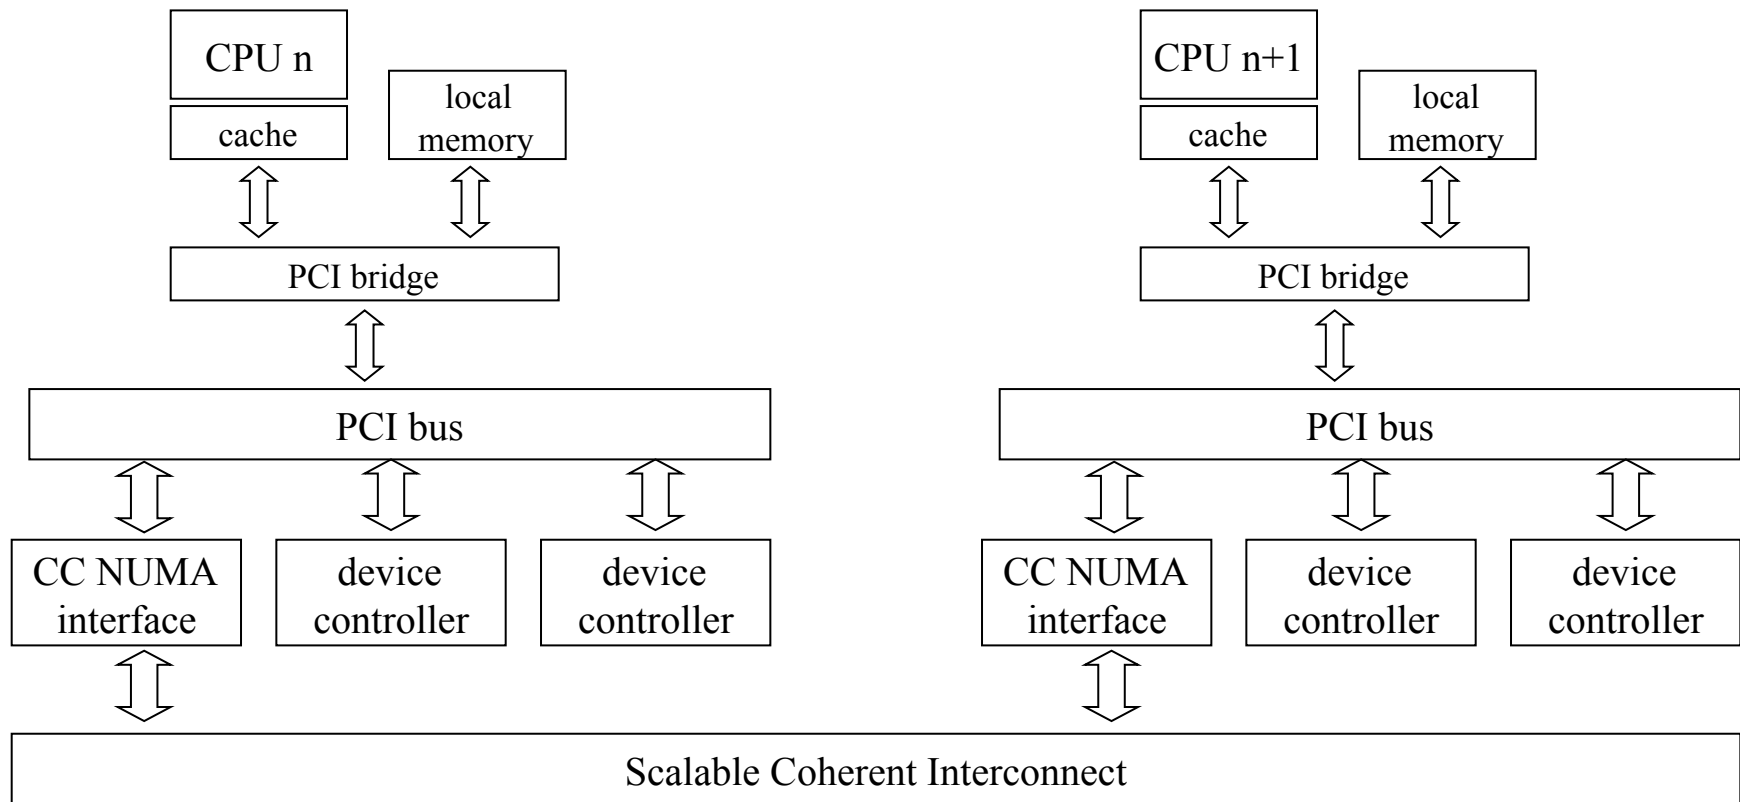 CPU n
cache
local
memory
PCI bridge
PCI bus
CC NUMA
interface
device
controller
device
controller
CPU n+1
cache
local
memory
PCI bridge
PCI bus
CC NUMA
interface
device
controller
device
controller
Scalable Coherent Interconnect